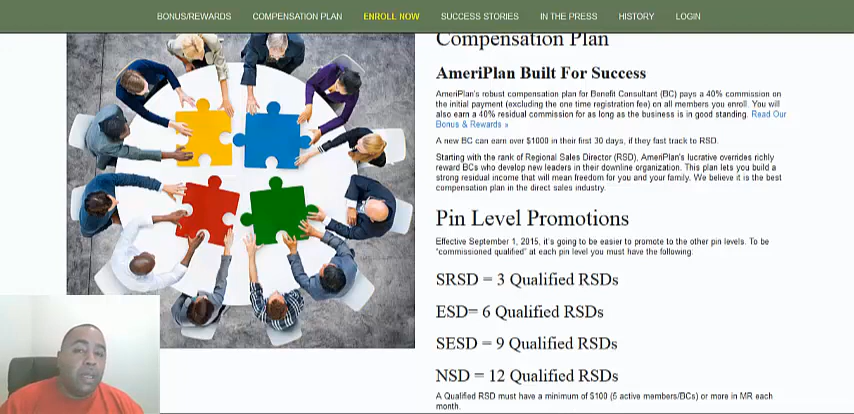 BONUS/REWARDS COMPENSATION PLAN ENROLL NOW SUCCESS STORIES IN THE PRESS HISTORY LOGIN
Compensation Plan
AmeriPlan Built For Success
AmeriPlan's robust compensation plan for Benefit Consultant (BC) pays a 40% commission on
the initial payment (excluding the one time registration fee) on all members you enroll. You will
also earn a 40% residual commission for as long as the business is in good standing. Read Our
Bonus & Rewards »
A new BC can earn over $1000 in their first 30 days, if they fast track to RSD.
Starting with the rank of Regional Sales Director (RSD), AmeriPlan's lucrative overrides richly
reward BCs who develop new leaders in their downline organization. This plan lets you build a
strong residual income that will mean freedom for you and your family. We believe it is the best
compensation plan in the direct sales industry.
Pin Level Promotions
Effective September 1, 2015, it's going to be easier to promote to the other pin levels. To be
"commissioned qualified" at each pin level you must have the following:
SRSD = 3 Qualified RSDs
ESD= 6 Qualified RSDs
SESD = 9 Qualified RSDs
NSD = 12 Qualified RSDs
A Qualified RSD must have a minimum of $100 (5 active members/BCs) or more in MR each
month.